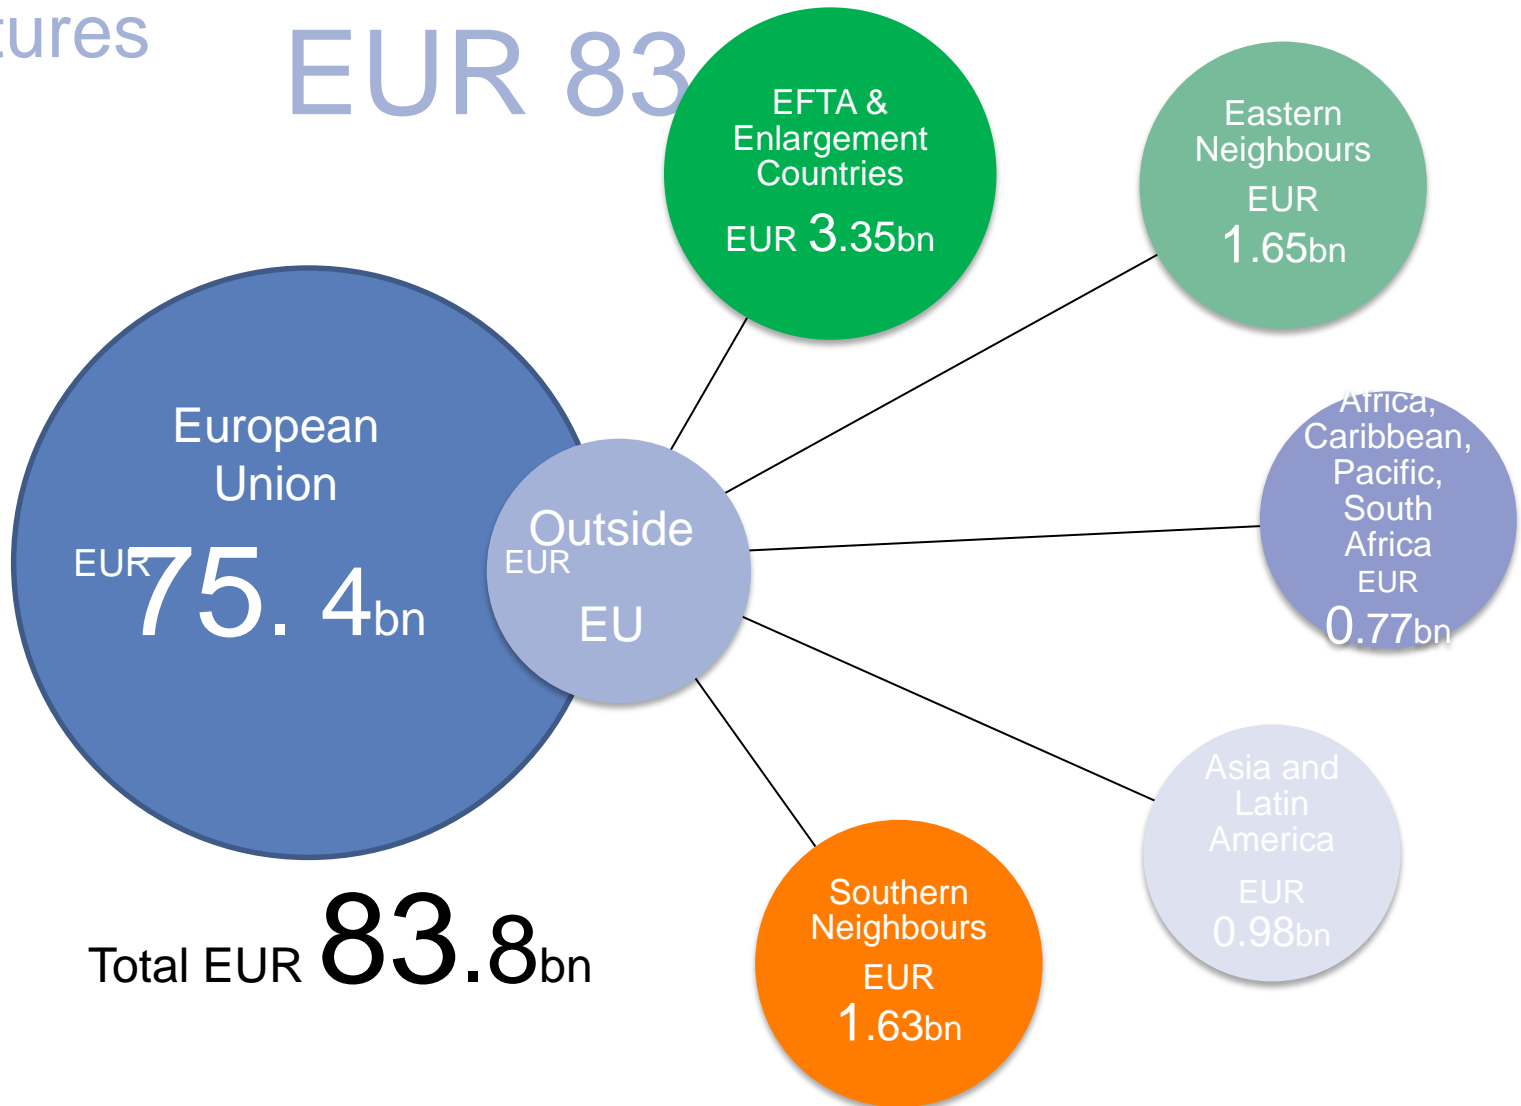 tures
EUR 83
EFTA &
Enlargement
Countries
EUR 3.35bn
Eastern
Neighbours
EUR
1.65bn
European
Union
EUR 75. 4bn
Outside
EUR
EU
Africa,
Caribbean,
Pacific,
South
Africa
EUR
0.77bn
Asia and
Latin
America
EUR
0.98bn
Southern
Neighbours
EUR
1.63bn
Total EUR 83.8bn